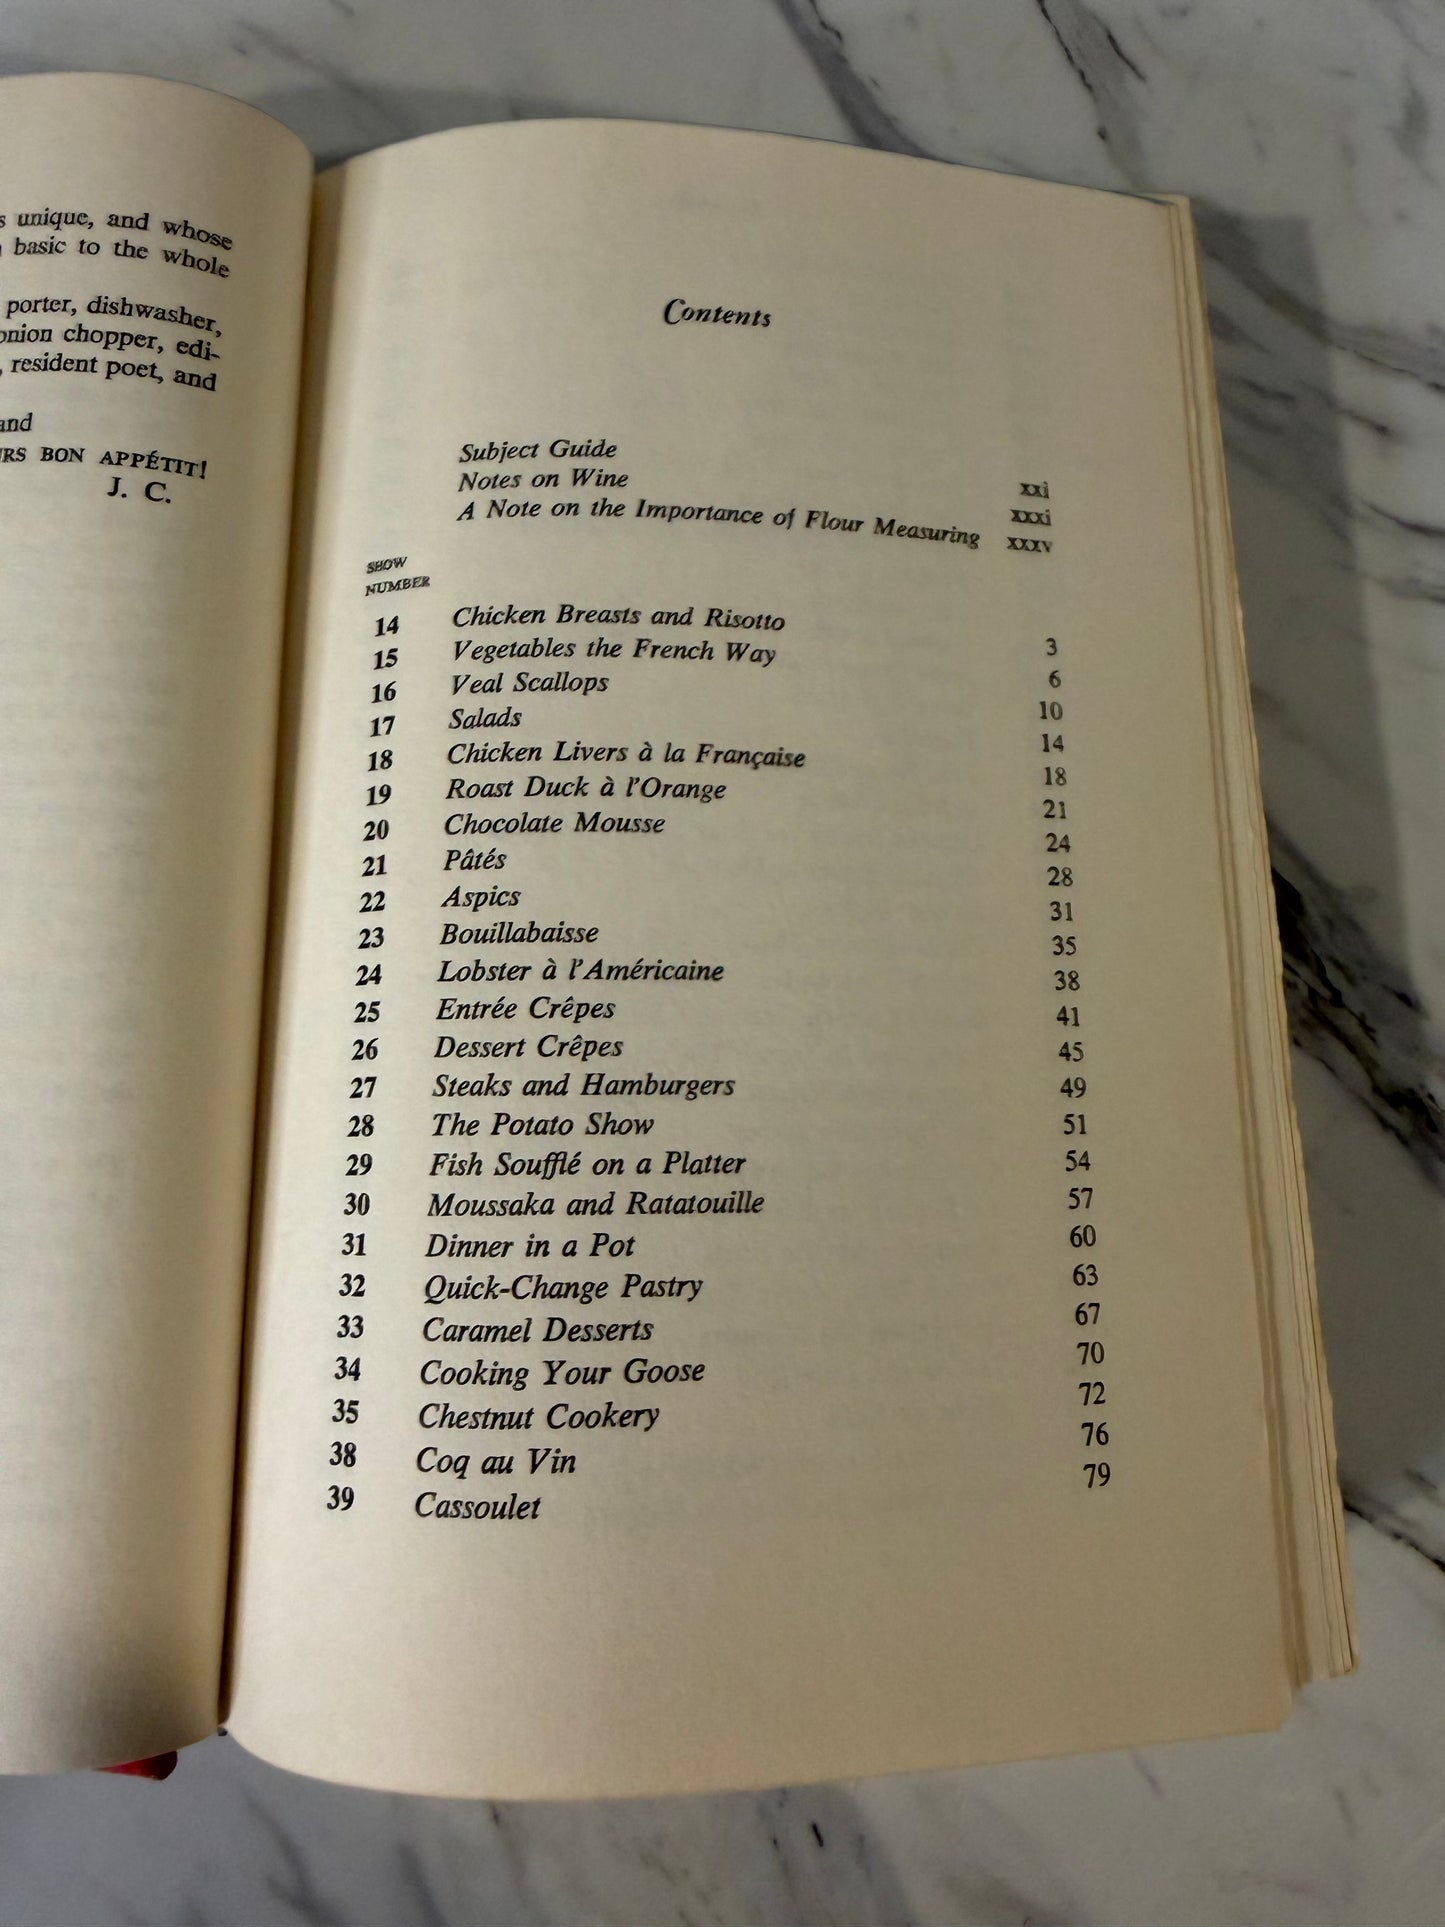 s unique, and whose
basic to the whole
porter, dishwasher,
onion chopper, edi-
, resident poet, and
and
URS BON APPÉTIT!
J. C.
Contents
Subject Guide xxi
Notes on Wine xxxi
A Note on the Importance of Flour Measuring xxxv
SHOW
NUMBER
14 Chicken Breasts and Risotto 3
15 Vegetables the French Way 6
16 Veal Scallops 10
17 Salads 14
18 Chicken Livers à la Française 18
19 Roast Duck à l'Orange 21
20 Chocolate Mousse 24
21 Pâtés 28
22 Aspics 31
23 Bouillabaisse 35
24 Lobster à l'Américaine 38
25 Entrée Crêpes 41
26 Dessert Crêpes 45
27 Steaks and Hamburgers 49
28 The Potato Show 51
29 Fish Soufflé on a Platter 54
30 Moussaka and Ratatouille 57
31 Dinner in a Pot 60
32 Quick-Change Pastry 63
33 Caramel Desserts 67
34 Cooking Your Goose 70
35 Chestnut Cookery 72
38 Coq au Vin 76
39 Cassoulet 79